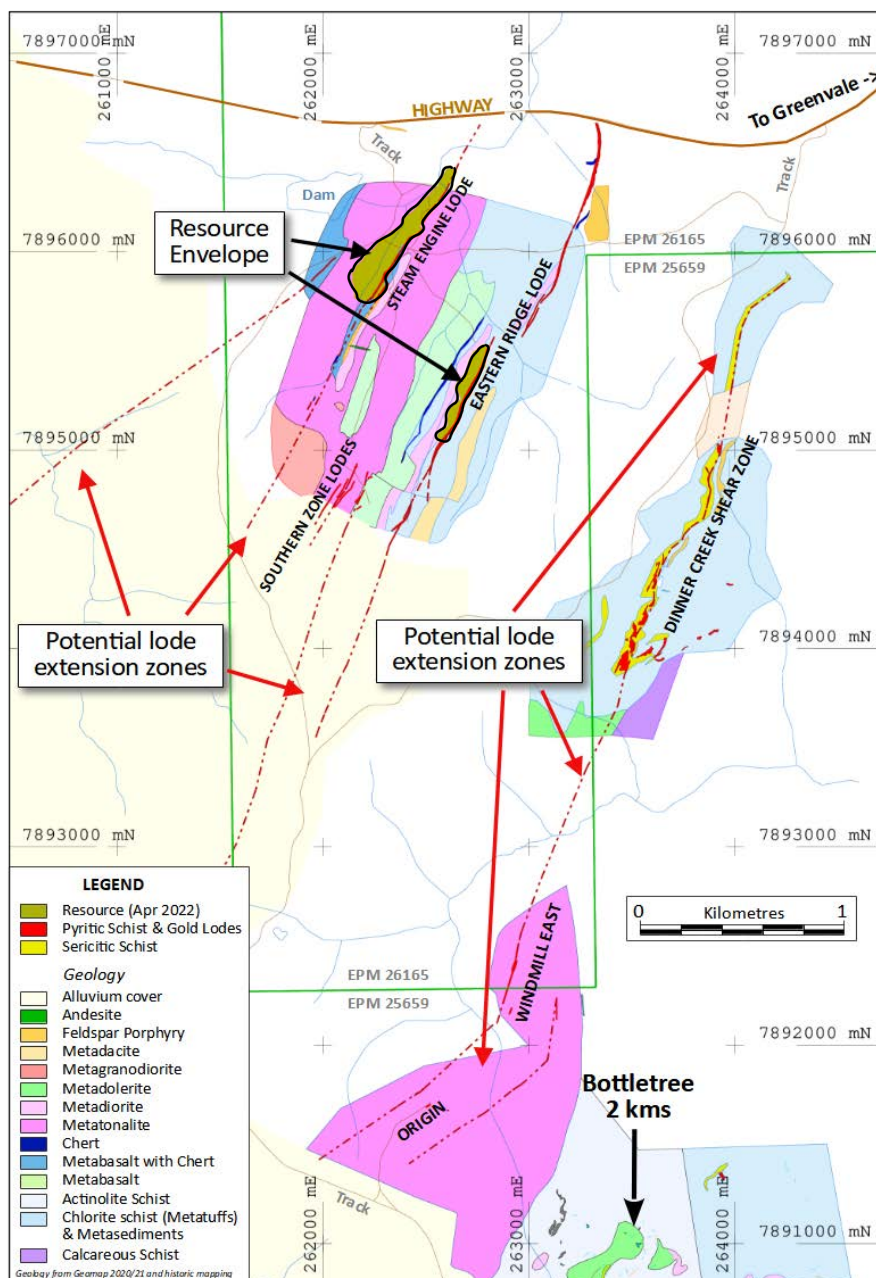 7897000 mN
7897000 mN
261000 mE
262000 mE
263000 mE
264000 mE
HIGHWAY
To Greenvale ->
Track
Track
Dam
Resource
Envelope
STEAM ENGINE LODE
7896000 mN
7896000 mN
EPM 26165
EPM 25659
EASTERN RIDGE LODE
7895000 mN
7895000 mN
SOUTHERN ZONE LODES
DINNER CREEK SHEAR ZONE
Potential lode
extension zones
Potential lode
extension zones
7894000 mN
7894000 mN
7893000 mN
7893000 mN
0 Kilometres 1
WINDMILL EAST
EPM 26165
EPM 25659
7892000 mN
ORIGIN
Bottletree
2 kms
Track
262000 mE
263000 mE
264000 mE
7891000 mN
LEGEND
Resource (Apr 2022)
Pyritic Schist & Gold Lodes
Sericitic Schist
Geology
Alluvium cover
Andesite
Feldspar Porphyry
Metadacite
Metagranodiorite
Metadolerite
Metadiorite
Metatonalite
Chert
Metabasalt with Chert
Metabasalt
Actinolite Schist
Chlorite schist (Metatuffs)
& Metasediments
Calcareous Schist
Geology from Geomap 2020/21 and historic mapping